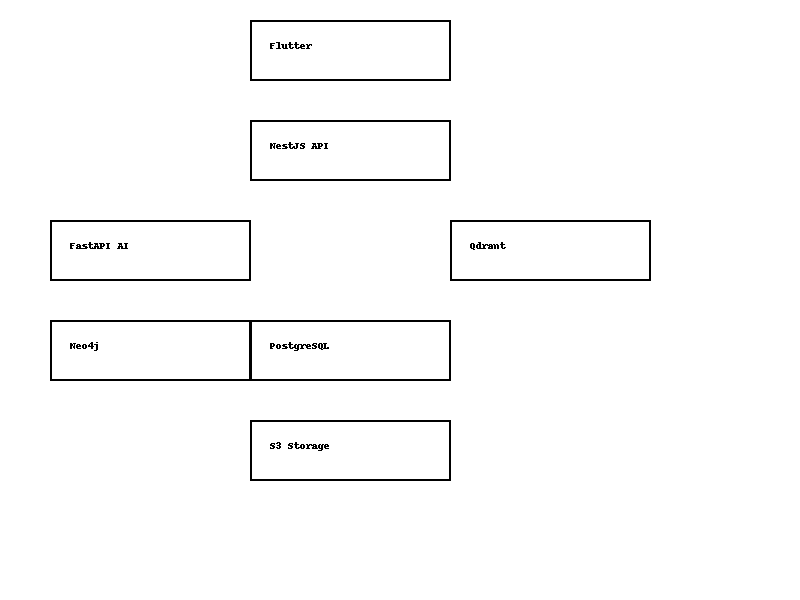 Flutter
NestJS API
FastAPI AI
Qdrant
Neo4j
PostgreSQL
S3 Storage